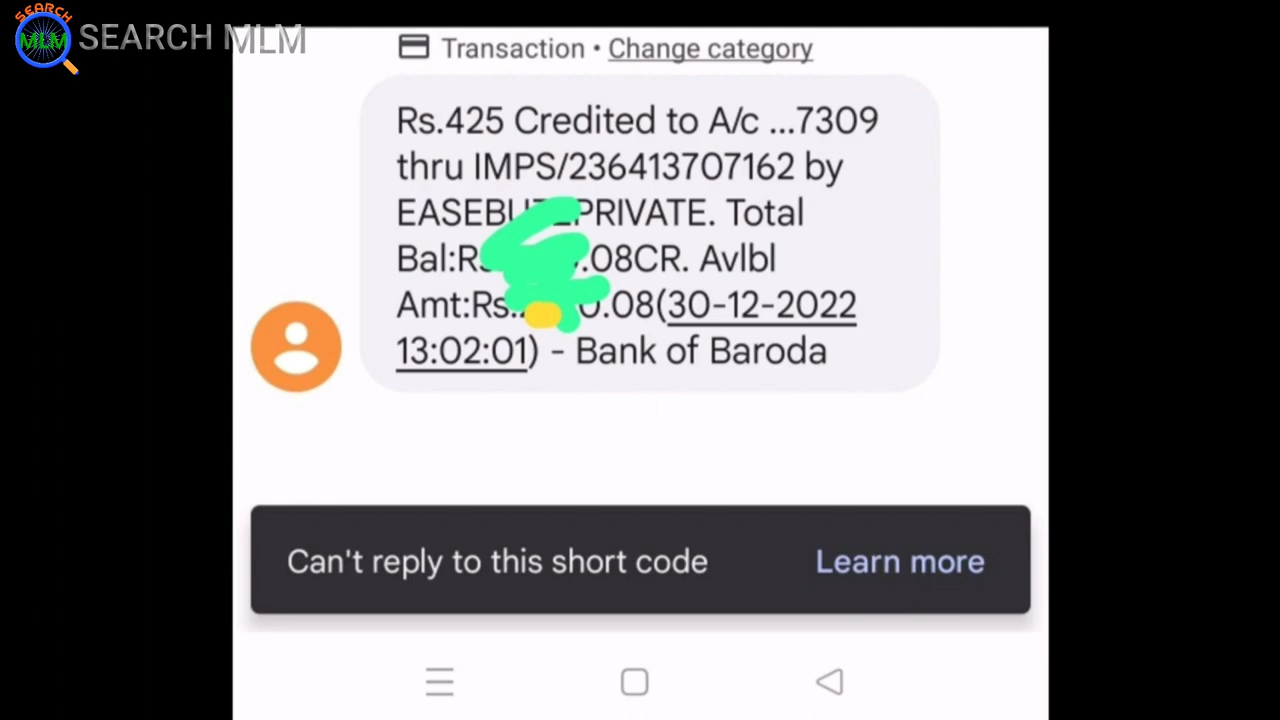 SEARCH
MLM
SEARCH MLM
Transaction • Change category
Rs.425 Credited to A/c ...7309
thru IMPS/236413707162 by
PRIVATE. Total
.08CR. Avlbl
Amt:Rs. 0.08(30-12-2022
13:02:01) - Bank of Baroda
Can't reply to this short code
Learn more